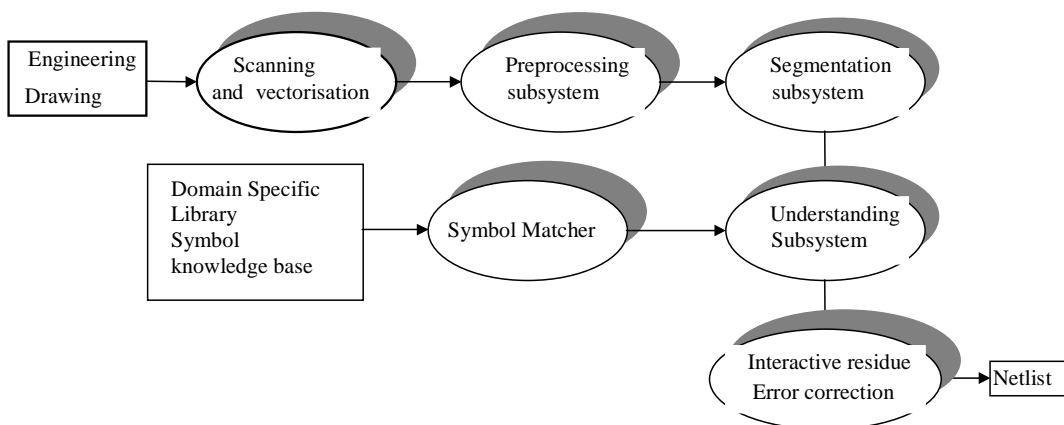 Engineering
Drawing
Scanning
and vectorisation
Preprocessing
subsystem
Segmentation
subsystem
Domain Specific
Library
Symbol
knowledge base
Symbol Matcher
Understanding
Subsystem
Interactive residue
Error correction
Netlist